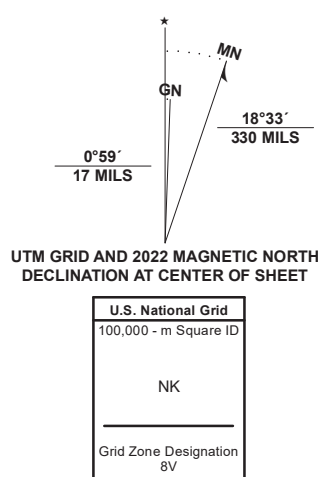 ★
MN
GN
18°33´
330 MILS
0°59´
17 MILS
UTM GRID AND 2022 MAGNETIC NORTH
DECLINATION AT CENTER OF SHEET
U.S. National Grid
100,000 - m Square ID
NK
Grid Zone Designation
8V